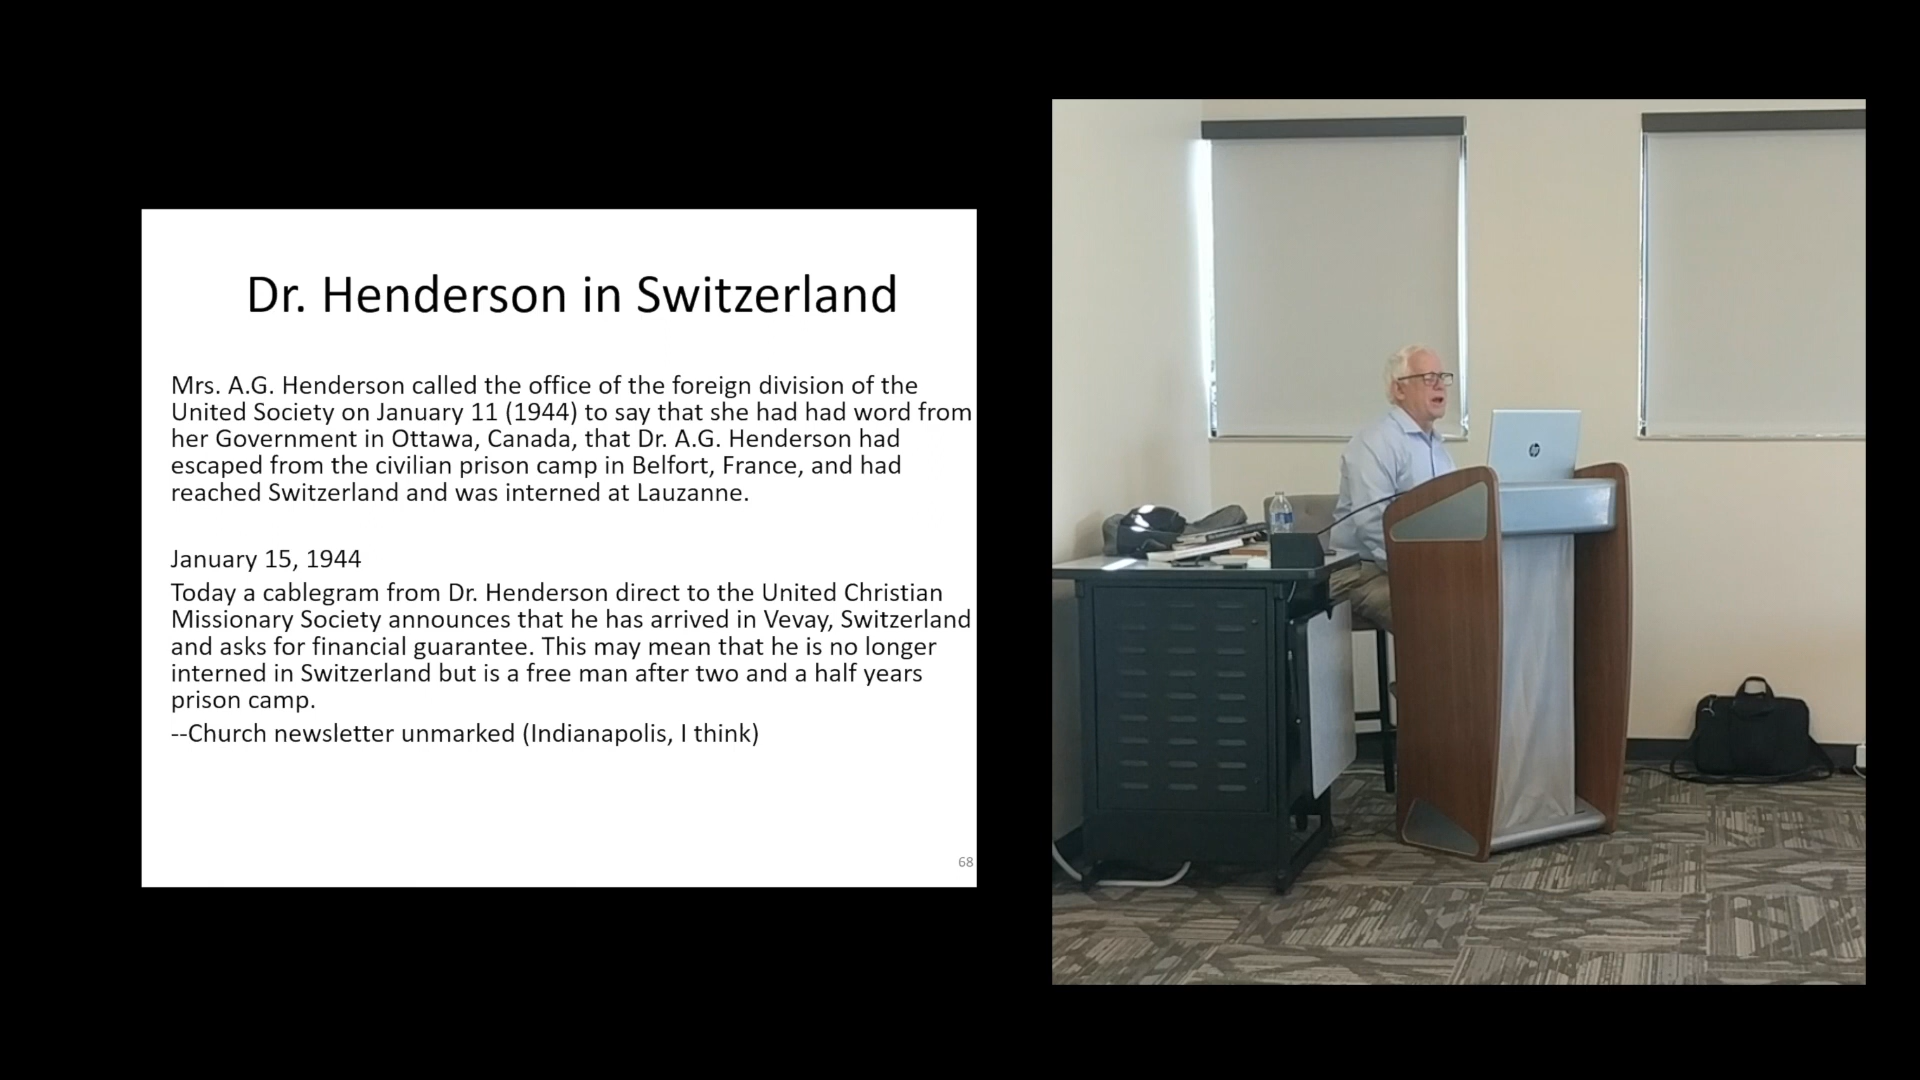 Dr. Henderson in Switzerland
Mrs. A.G. Henderson called the office of the foreign division of the
United Society on January 11 (1944) to say that she had had word from
her Government in Ottawa, Canada, that Dr. A.G. Henderson had
escaped from the civilian prison camp in Belfort, France, and had
reached Switzerland and was interned at Lauzanne.
January 15, 1944
Today a cablegram from Dr. Henderson direct to the United Christian
Missionary Society announces that he has arrived in Vevay, Switzerland
and asks for financial guarantee. This may mean that he is no longer
interned in Switzerland but is a free man after two and a half years
prison camp.
--Church newsletter unmarked (Indianapolis, I think)
68
hp